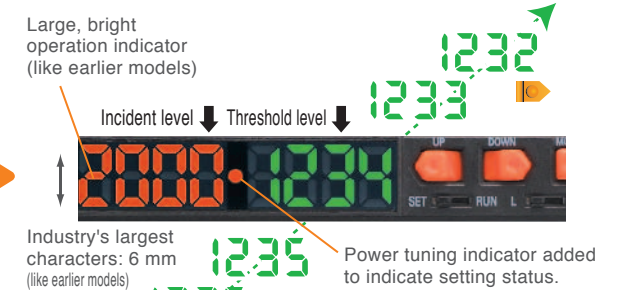 Large, bright
operation indicator
(like earlier models)
1232
1233
Incident level Threshold level
2000 1234
UP DOWN
SET RUN L
Industry's largest
characters: 6 mm
(like earlier models)
1235
Power tuning indicator added
to indicate setting status.